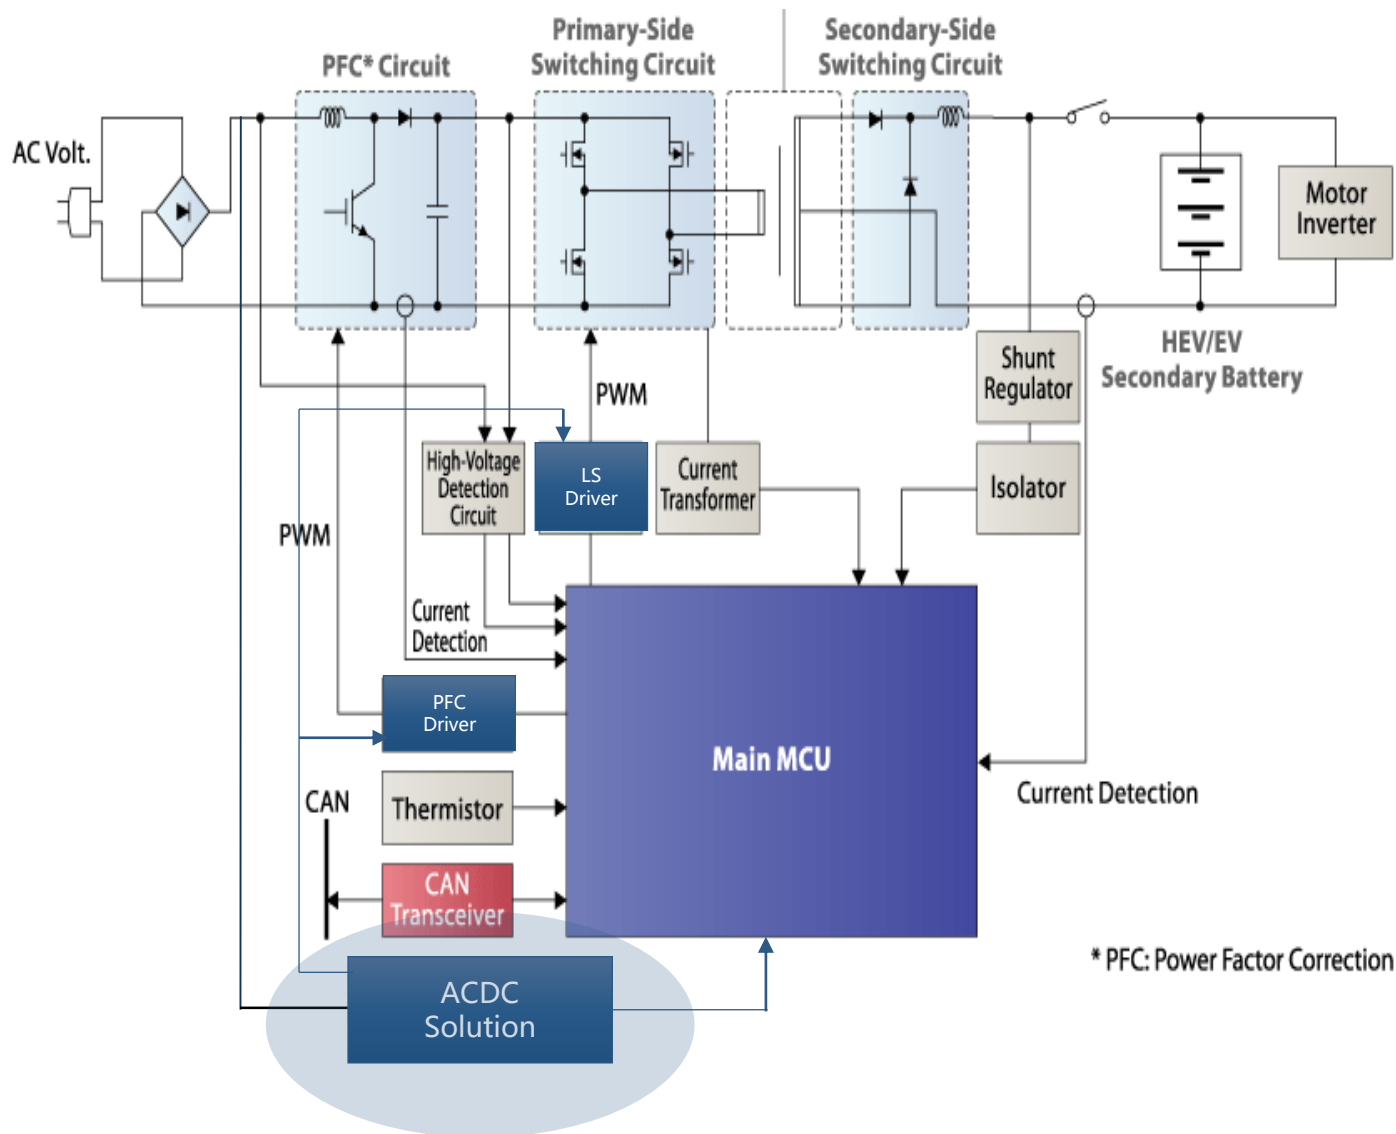 Primary-Side
Switching Circuit
Secondary-Side
Switching Circuit
PFC* Circuit
AC Volt.
Motor
Inverter
HEV/EV
Secondary Battery
Shunt
Regulator
PWM
High-Voltage
Detection
Circuit
LS
Driver
Current
Transformer
Isolator
PWM
Current
Detection
PFC
Driver
Main MCU
Current Detection
CAN
Thermistor
CAN
Transceiver
* PFC: Power Factor Correction
ACDC
Solution